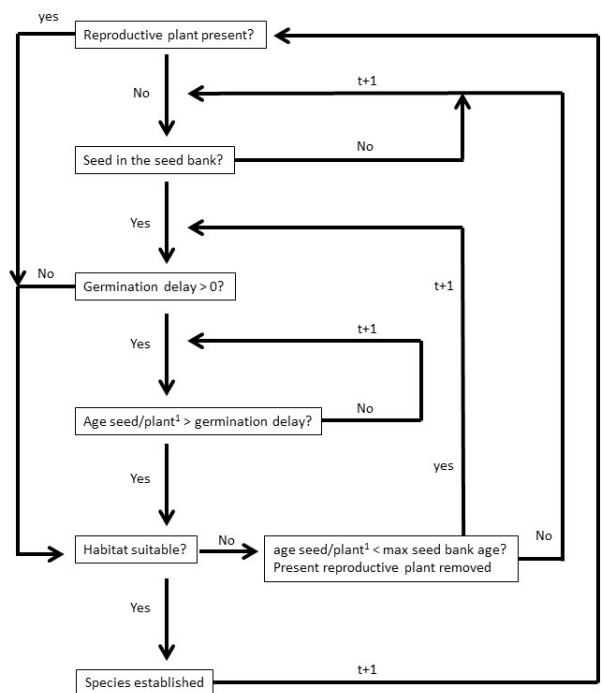 yes
Reproductive plant present?
t+1
No
Seed in the seed bank?
No
Yes
No
Germination delay > 0?
t+1
Yes
t+1
Age seed/plant¹ > germination delay?
No
Yes
yes
Habitat suitable?
No
age seed/plant¹ < max seed bank age?
Present reproductive plant removed
No
Yes
Species established
t+1